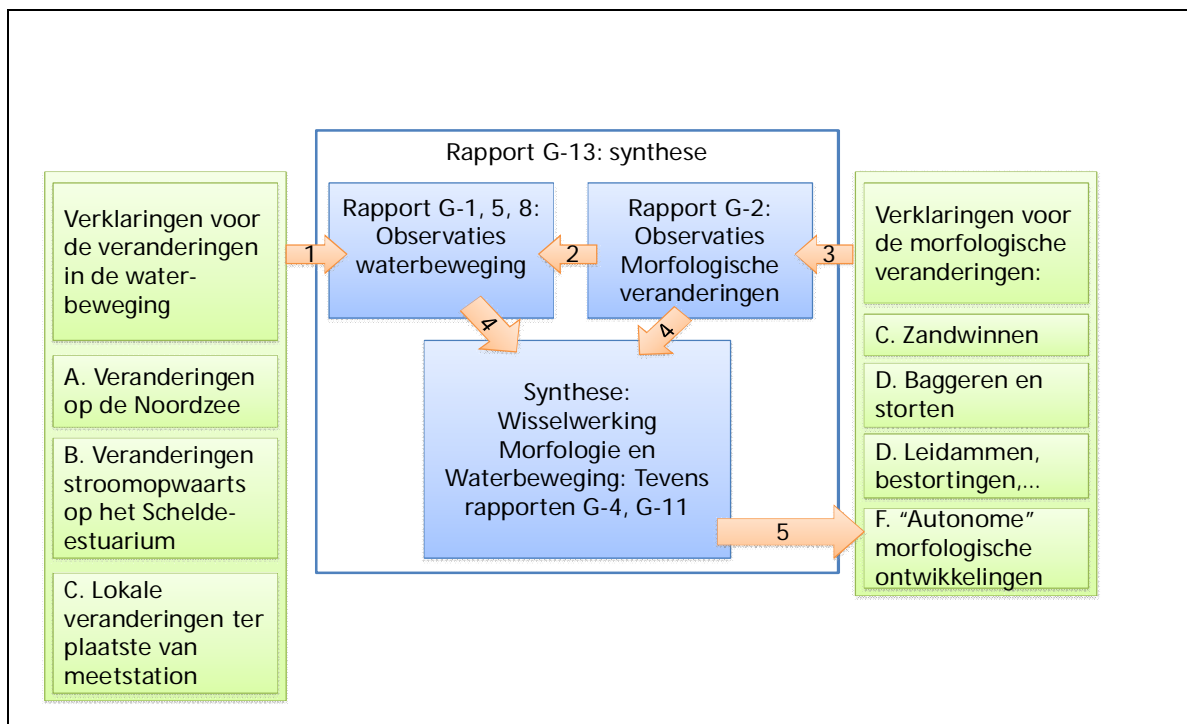 Rapport G-13: synthese
Verklaringen voor
de veranderingen
in de water-
beweging
A. Veranderingen
op de Noordzee
B. Veranderingen
stroomopwaarts
op het Schelde-
estuarium
C. Lokale
veranderingen ter
plaatste van
meetstation
1
Rapport G-1, 5, 8:
Observaties
waterbeweging
2
Rapport G-2:
Observaties
Morfologische
veranderingen
3
4
4
Synthese:
Wisselwerking
Morfologie en
Waterbeweging: Tevens
rapporten G-4, G-11
5
Verklaringen voor
de morfologische
veranderingen:
C. Zandwinnen
D. Baggeren en
storten
D. Leidammen,
bestortingen,...
F. “Autonome”
morfologische
ontwikkelingen